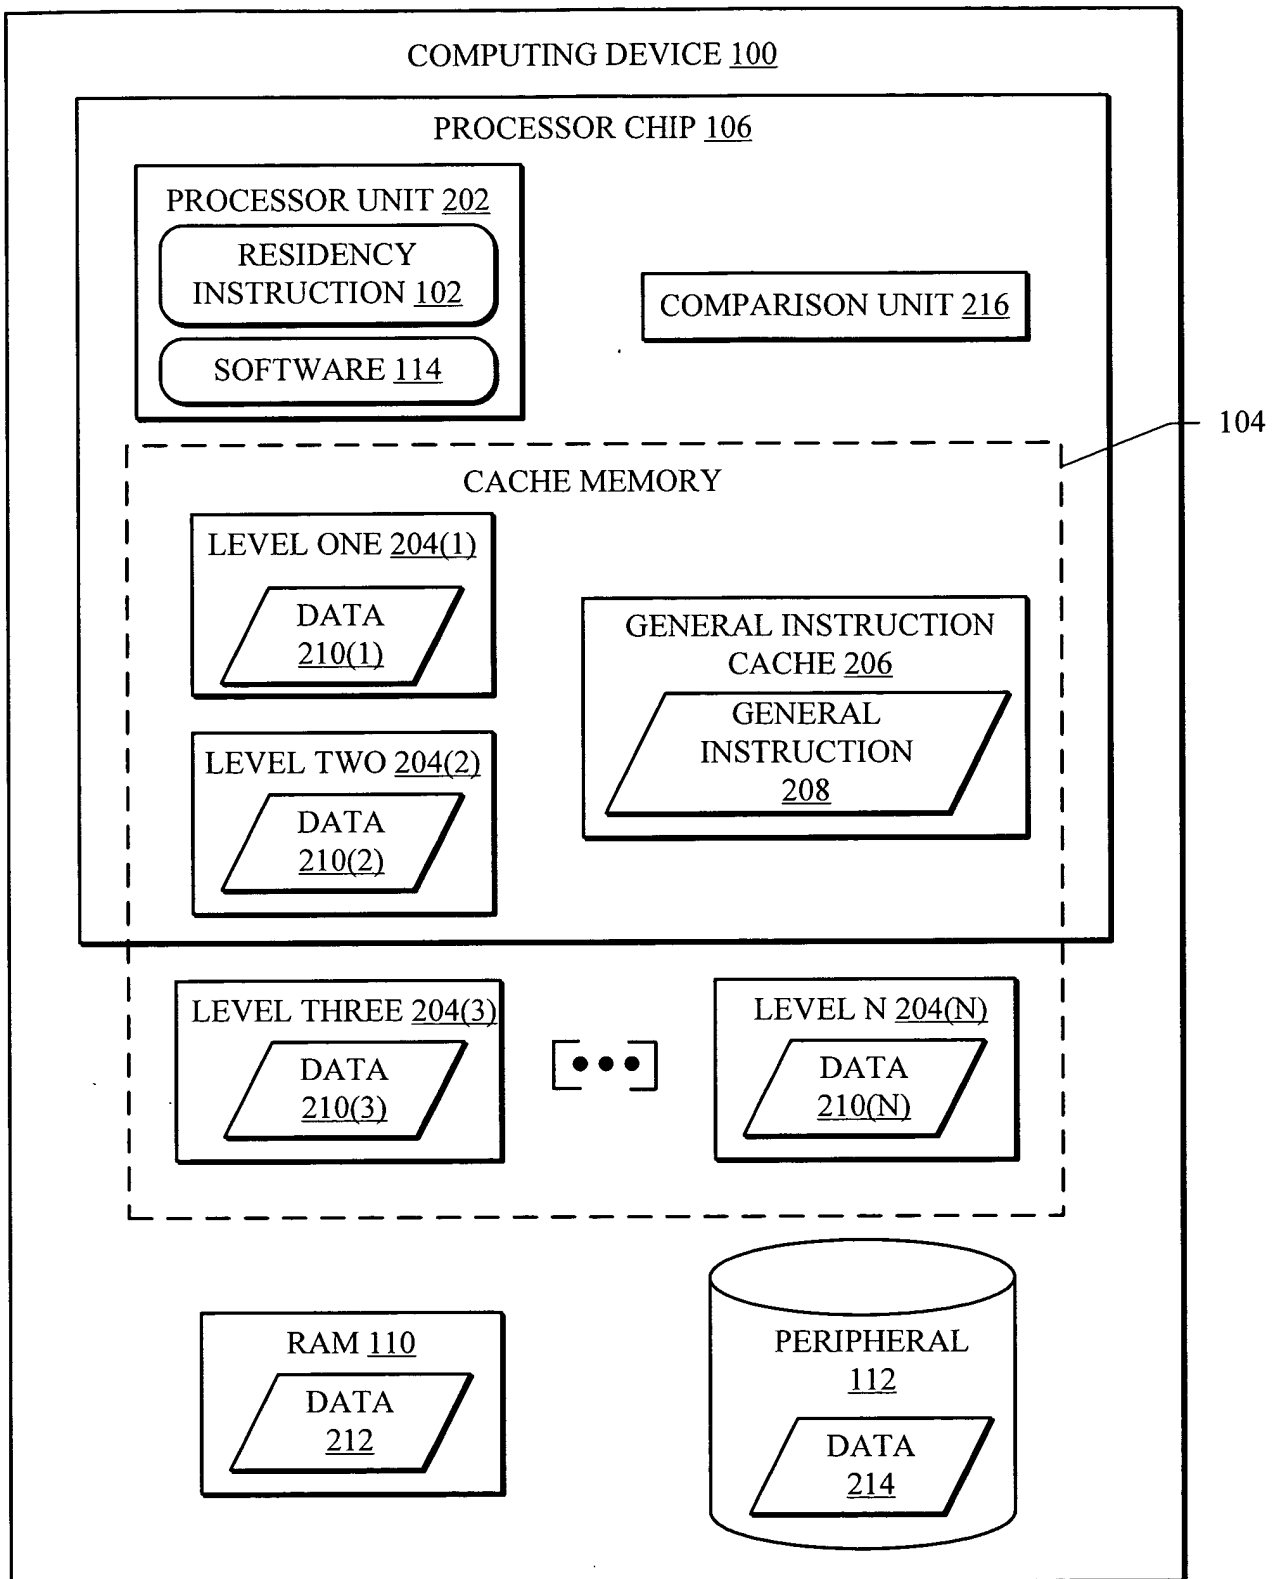 COMPUTING DEVICE 100
PROCESSOR CHIP 106
PROCESSOR UNIT 202
RESIDENCY
INSTRUCTION 102
SOFTWARE 114
COMPARISON UNIT 216
104
CACHE MEMORY
LEVEL ONE 204(1)
DATA
210(1)
GENERAL INSTRUCTION
CACHE 206
GENERAL
INSTRUCTION
208
LEVEL TWO 204(2)
DATA
210(2)
LEVEL THREE 204(3)
DATA
210(3)
[•••]
LEVEL N 204(N)
DATA
210(N)
RAM 110
DATA
212
PERIPHERAL
112
DATA
214